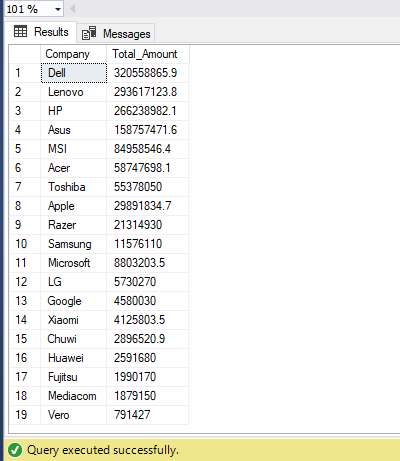 101 %
Results Messages
Company Total_Amount
1 Dell 320558865.9
2 Lenovo 293617123.8
3 HP 266238982.1
4 Asus 158757471.6
5 MSI 84958546.4
6 Acer 58747698.1
7 Toshiba 55378050
8 Apple 29891834.7
9 Razer 21314930
10 Samsung 11576110
11 Microsoft 8803203.5
12 LG 5730270
13 Google 4580030
14 Xiaomi 4125803.5
15 Chuwi 2896520.9
16 Huawei 2591680
17 Fujitsu 1990170
18 Mediacom 1879150
19 Vero 791427
Query executed successfully.